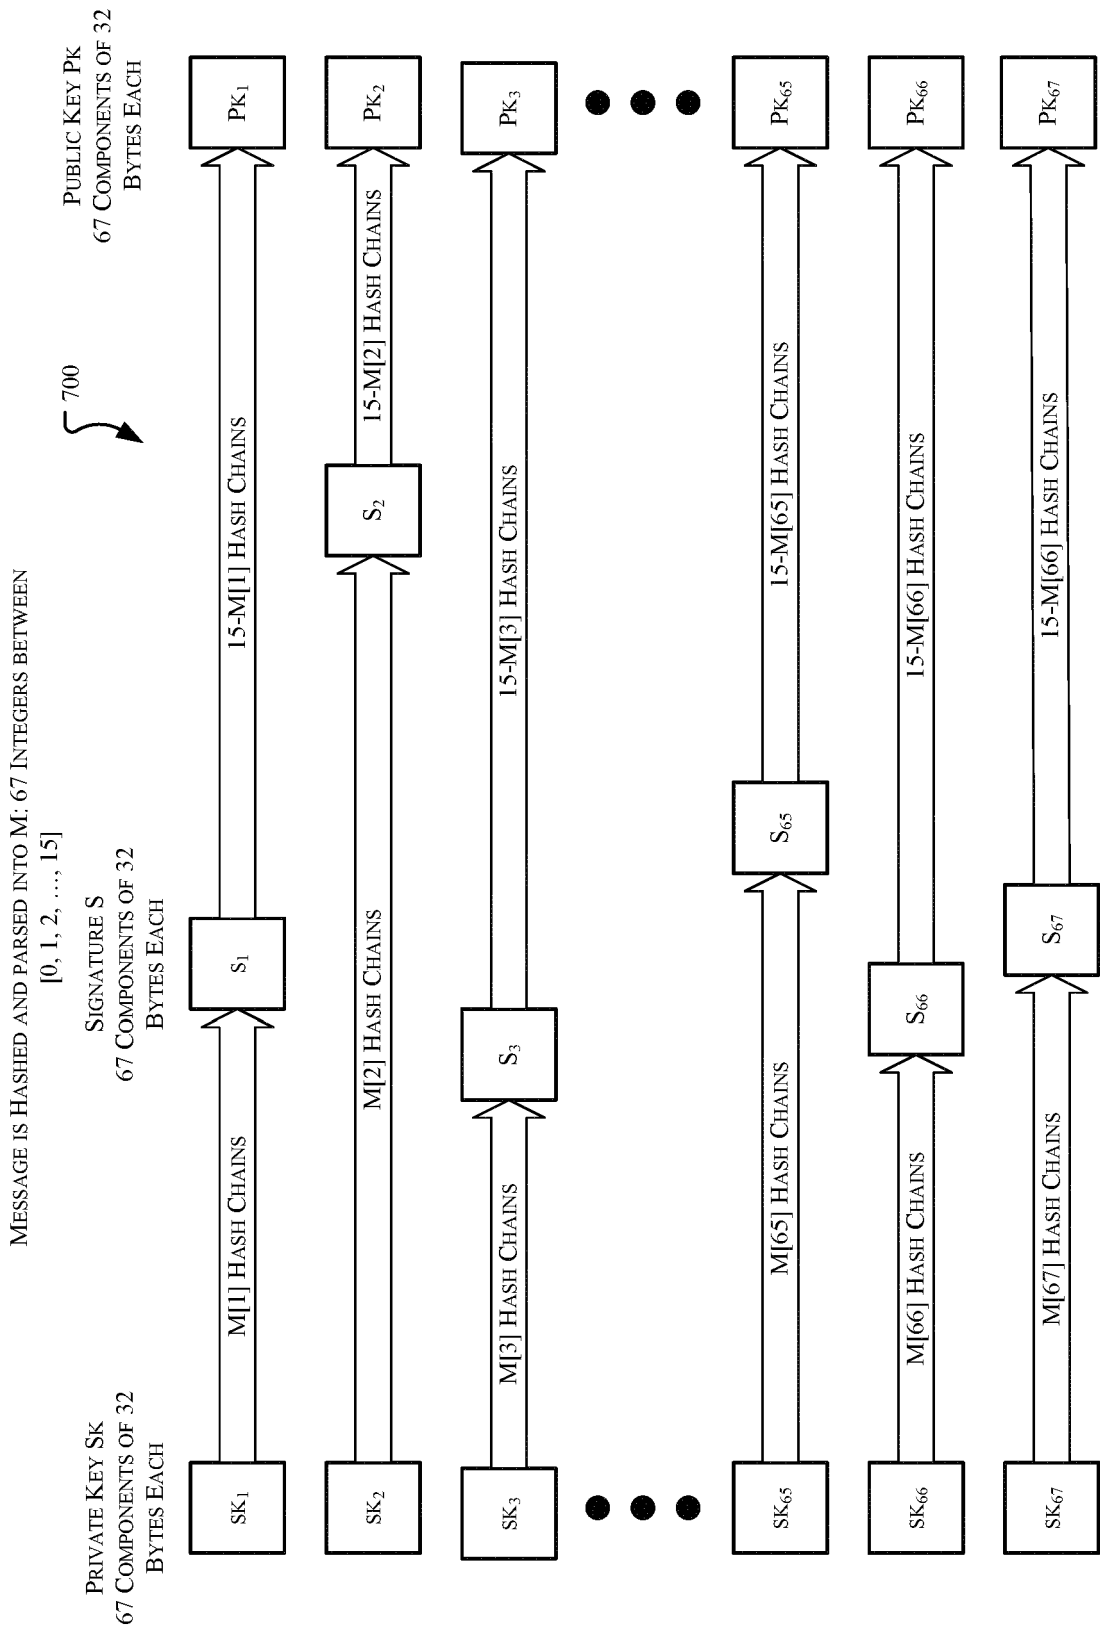 MESSAGE IS HASHED AND PARSED INTO M: 67 INTEGERS BETWEEN
[0, 1, 2, …, 15]
700
PRIVATE KEY SK
67 COMPONENTS OF 32
BYTES EACH
SIGNATURE S
67 COMPONENTS OF 32
BYTES EACH
PUBLIC KEY PK
67 COMPONENTS OF 32
BYTES EACH
SK1 M[1] HASH CHAINS S1 15-M[1] HASH CHAINS PK1
SK2 M[2] HASH CHAINS S2 15-M[2] HASH CHAINS PK2
SK3 M[3] HASH CHAINS S3 15-M[3] HASH CHAINS PK3
SK65 M[65] HASH CHAINS S65 15-M[65] HASH CHAINS PK65
SK66 M[66] HASH CHAINS S66 15-M[66] HASH CHAINS PK66
SK67 M[67] HASH CHAINS S67 15-M[66] HASH CHAINS PK67